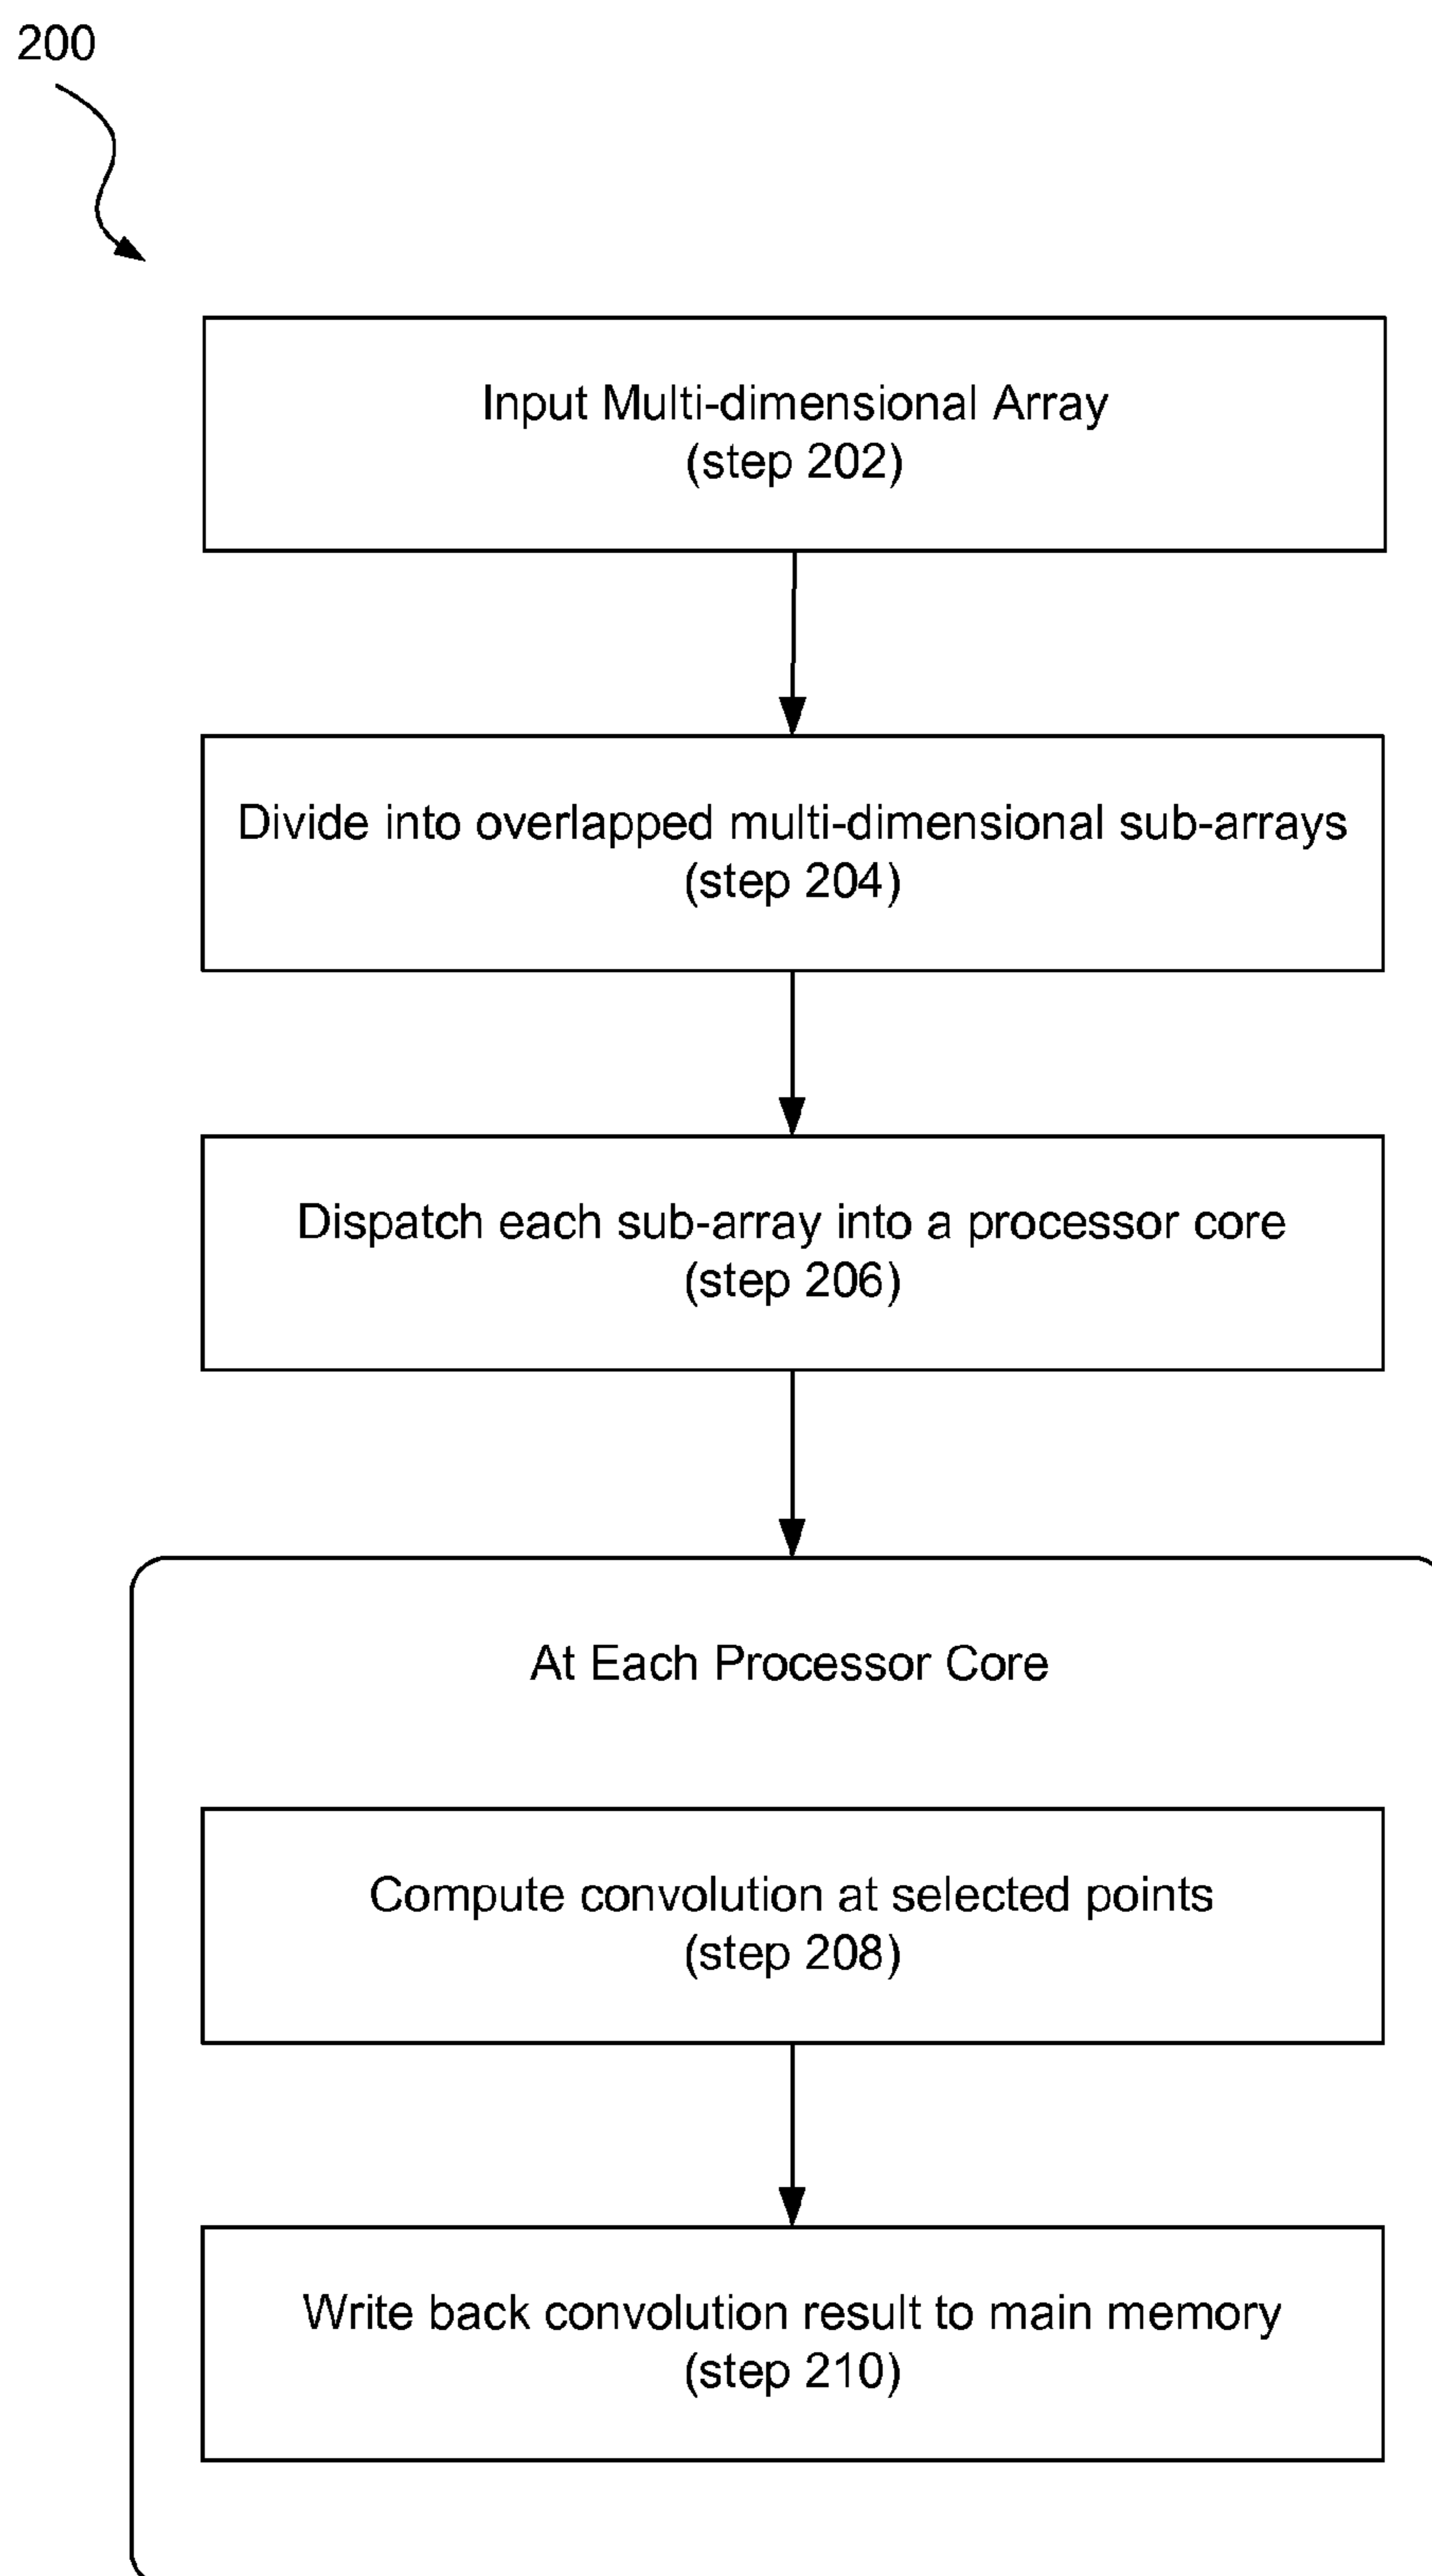 200
Input Multi-dimensional Array
(step 202)
Divide into overlapped multi-dimensional sub-arrays
(step 204)
Dispatch each sub-array into a processor core
(step 206)
At Each Processor Core
Compute convolution at selected points
(step 208)
Write back convolution result to main memory
(step 210)